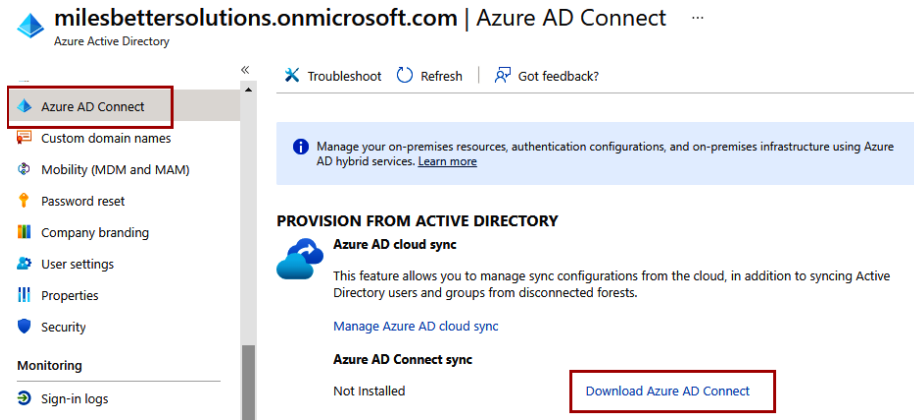 milesbettersolutions.onmicrosoft.com | Azure AD Connect ...
Azure Active Directory
«
Azure AD Connect
Custom domain names
Mobility (MDM and MAM)
Password reset
Company branding
User settings
Properties
Security
Monitoring
Sign-in logs
Troubleshoot Refresh Got feedback?
Manage your on-premises resources, authentication configurations, and on-premises infrastructure using Azure
AD hybrid services. Learn more
PROVISION FROM ACTIVE DIRECTORY
Azure AD cloud sync
This feature allows you to manage sync configurations from the cloud, in addition to syncing Active
Directory users and groups from disconnected forests.
Manage Azure AD cloud sync
Azure AD Connect sync
Not Installed Download Azure AD Connect